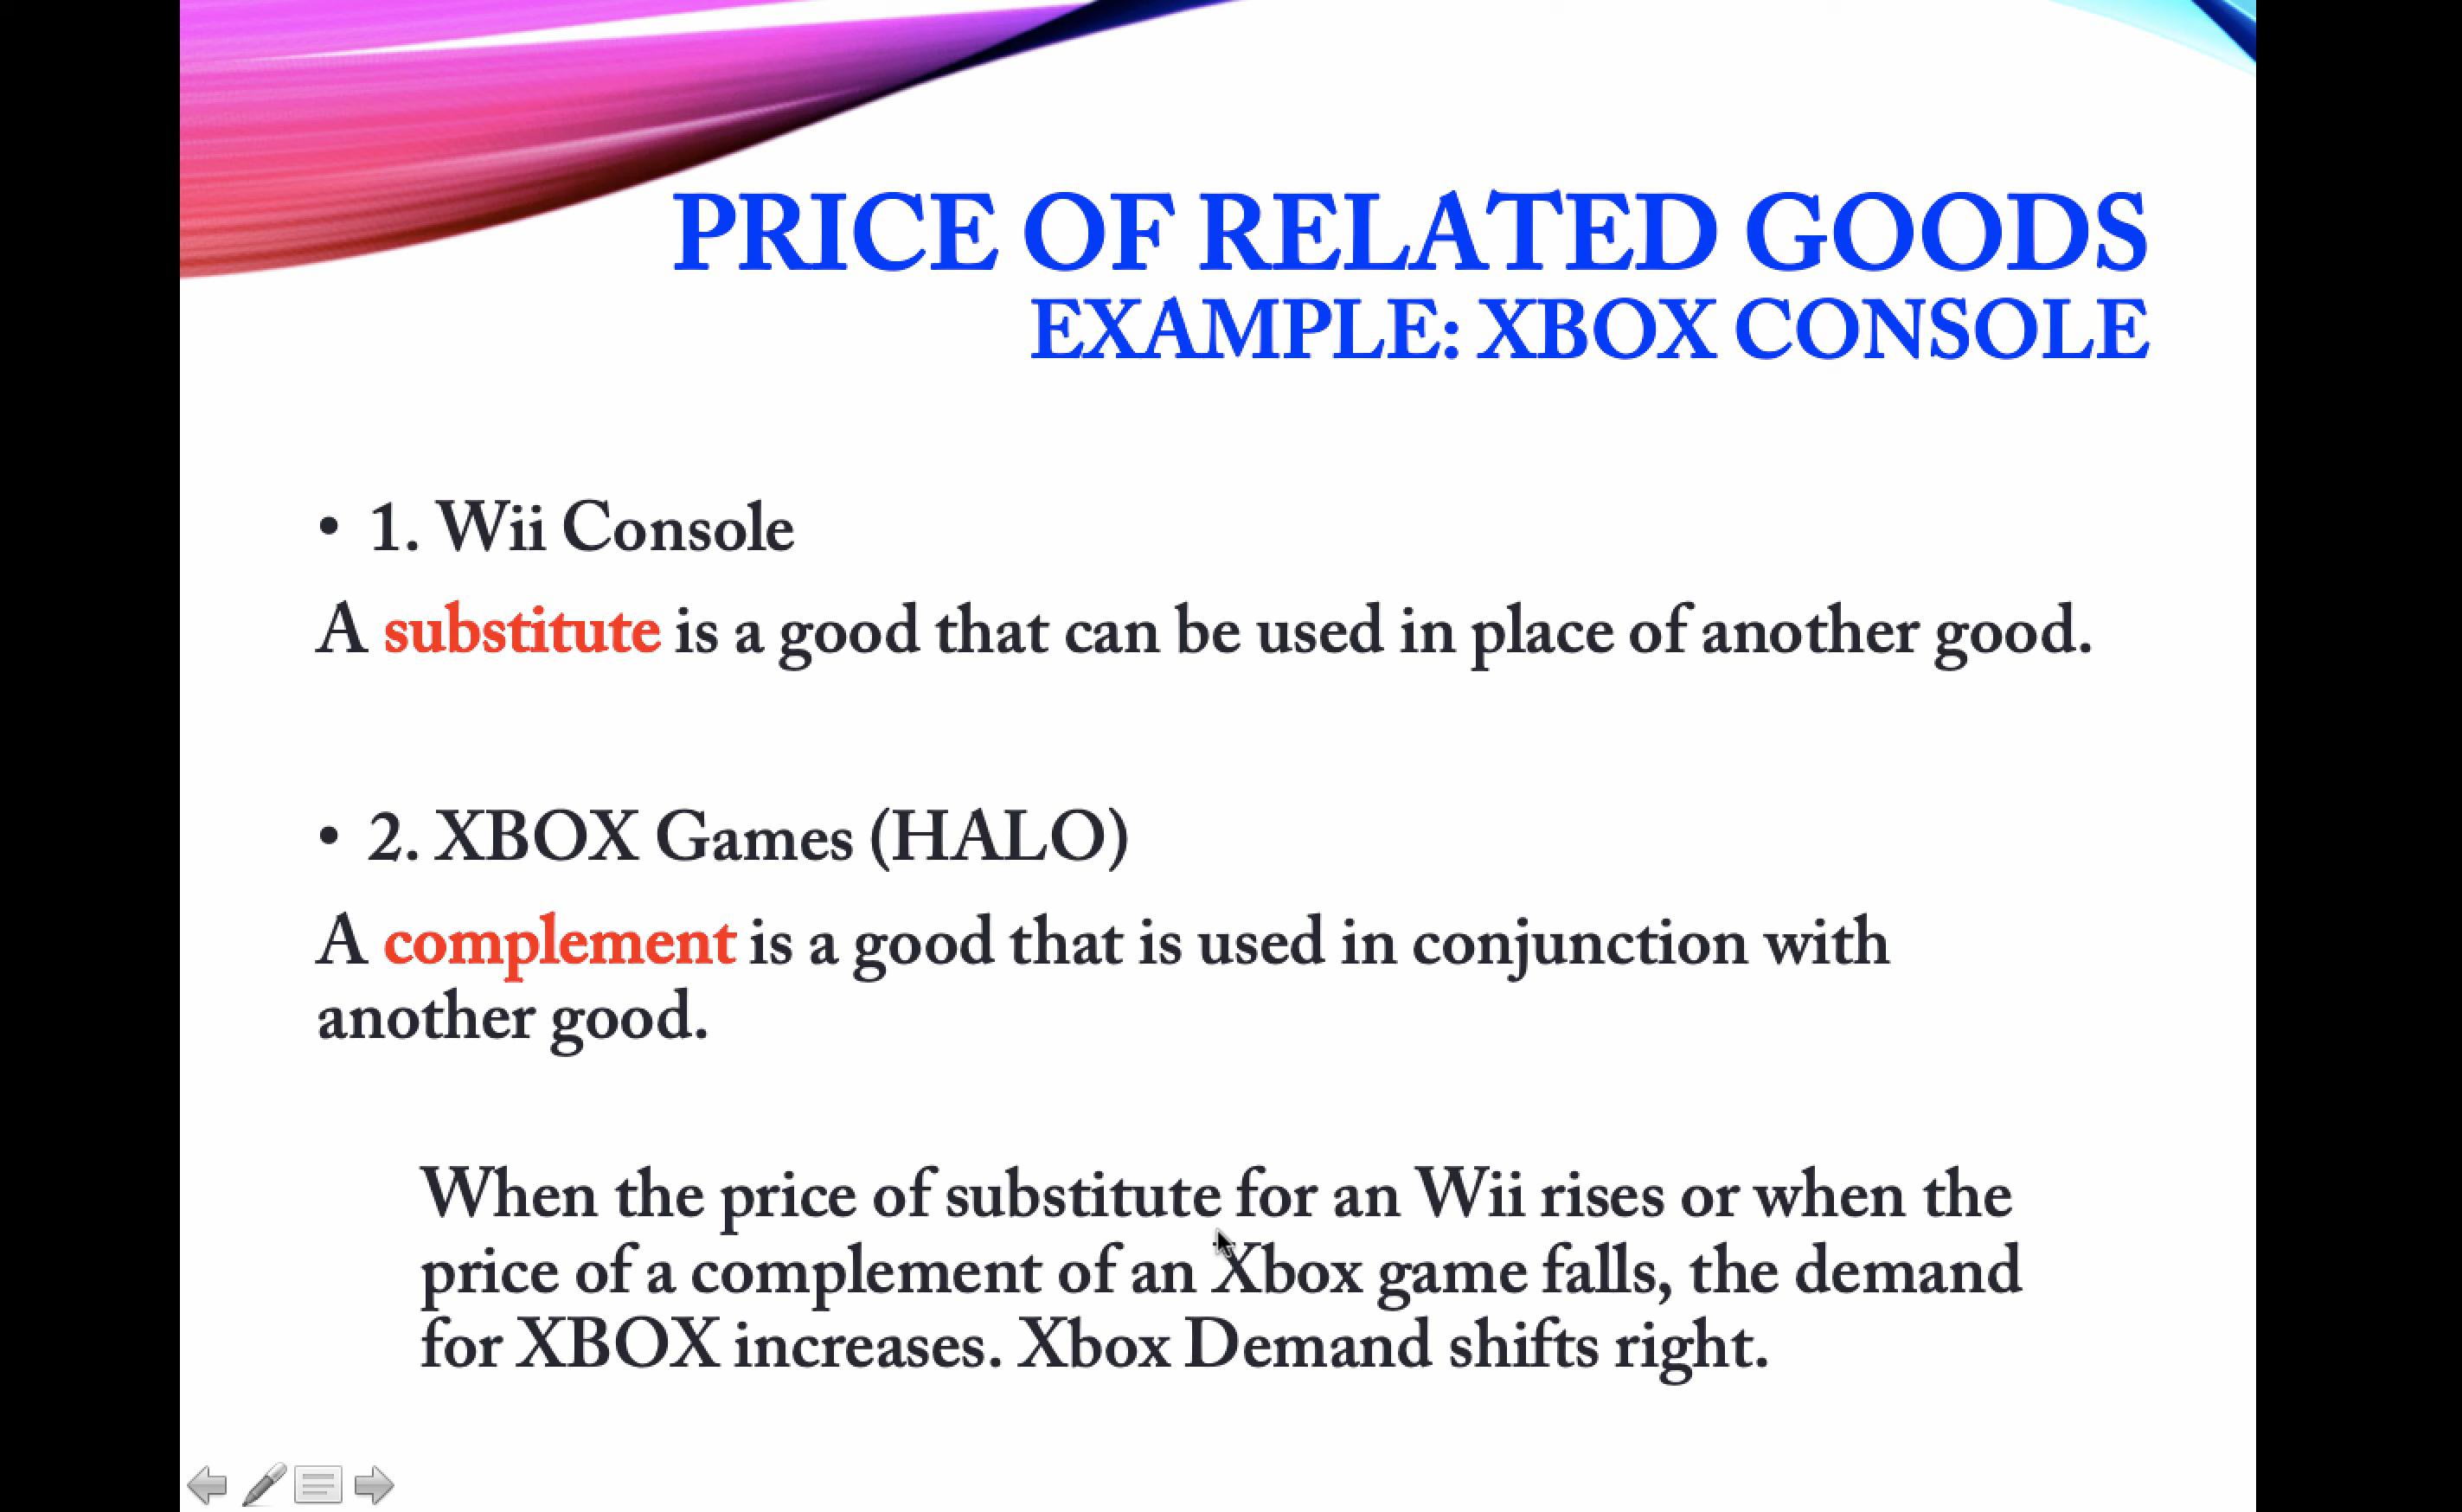 PRICE OF RELATED GOODS
EXAMPLE: XBOX CONSOLE
• 1. Wii Console
A substitute is a good that can be used in place of another good.
• 2. XBOX Games (HALO)
A complement is a good that is used in conjunction with
another good.
When the price of substitute for an Wii rises or when the
price of a complement of an Xbox game falls, the demand
for XBOX increases. Xbox Demand shifts right.